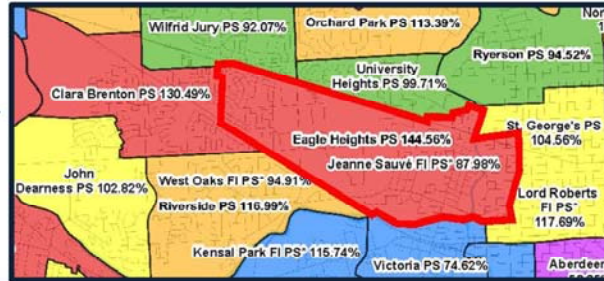 Wilfrid Jury PS 92.07%
Orchard Park PS 113.39%
Ryerson PS 94.52%
University
Heights PS 99.71%
Clara Brenton PS 130.49%
St. George's PS
104.56%
Eagle Heights PS 144.56%
Jeanne Sauvé FI PS* 87.98%
John
Dearness PS 102.82%
West Oaks FI PS* 94.91%
Riverside PS 116.99%
Lord Roberts
FI PS*
117.69%
Kensal Park FI PS* 115.74%
Victoria PS 74.62%
Aberdeen